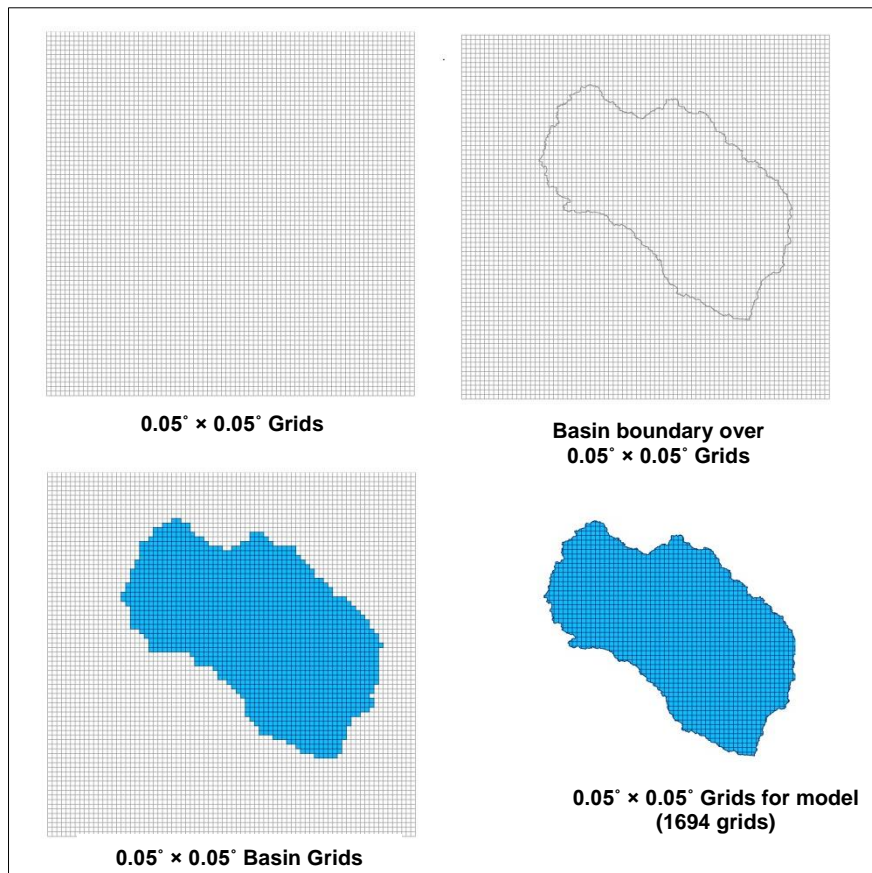 0.05˚ × 0.05˚ Grids
Basin boundary over
0.05˚ × 0.05˚ Grids
0.05˚ × 0.05˚ Basin Grids
0.05˚ × 0.05˚ Grids for model
(1694 grids)